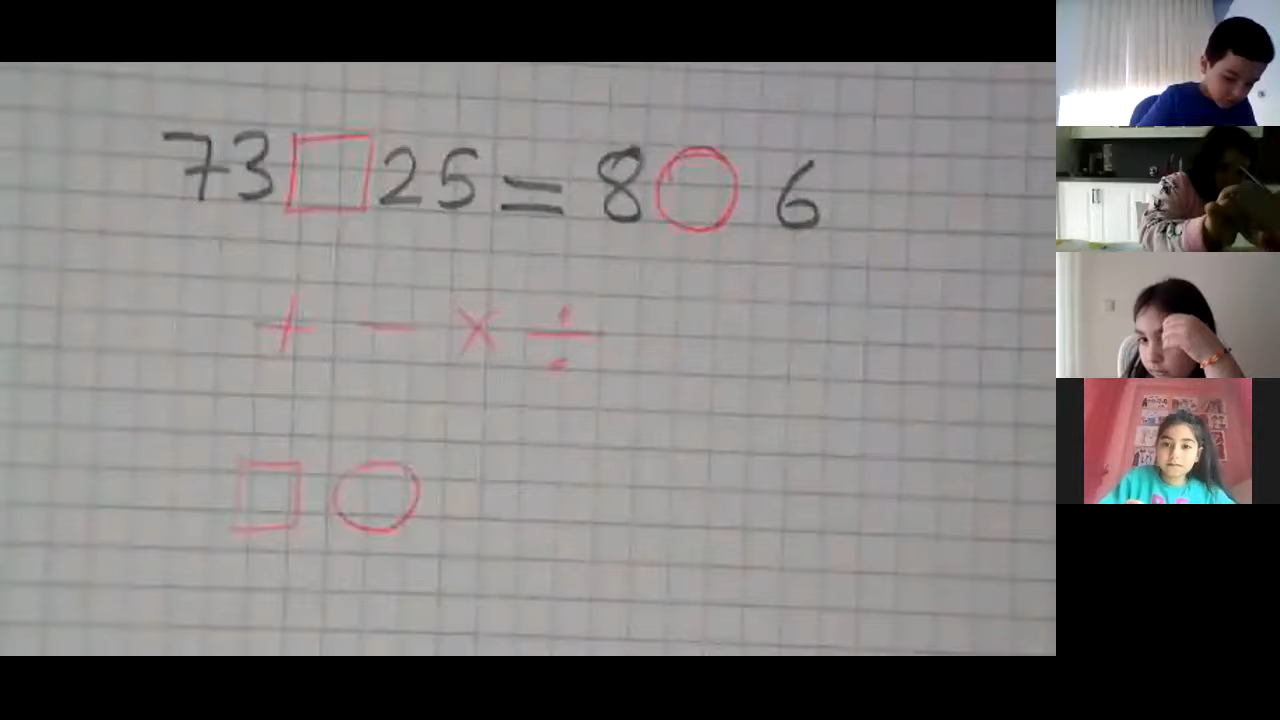 73□25=8○6
+ - × ÷
□ ○